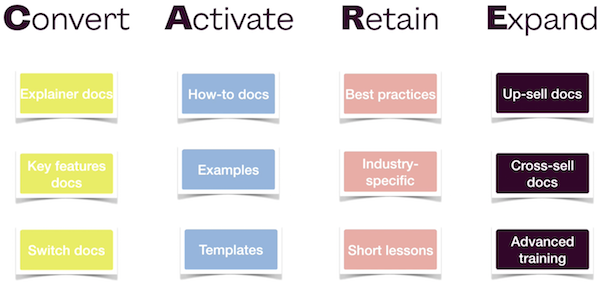 Convert Activate Retain Expand
Explainer docs How-to docs Best practices Up-sell docs
Key features docs Examples Industry-specific Cross-sell docs
Switch docs Templates Short lessons Advanced training